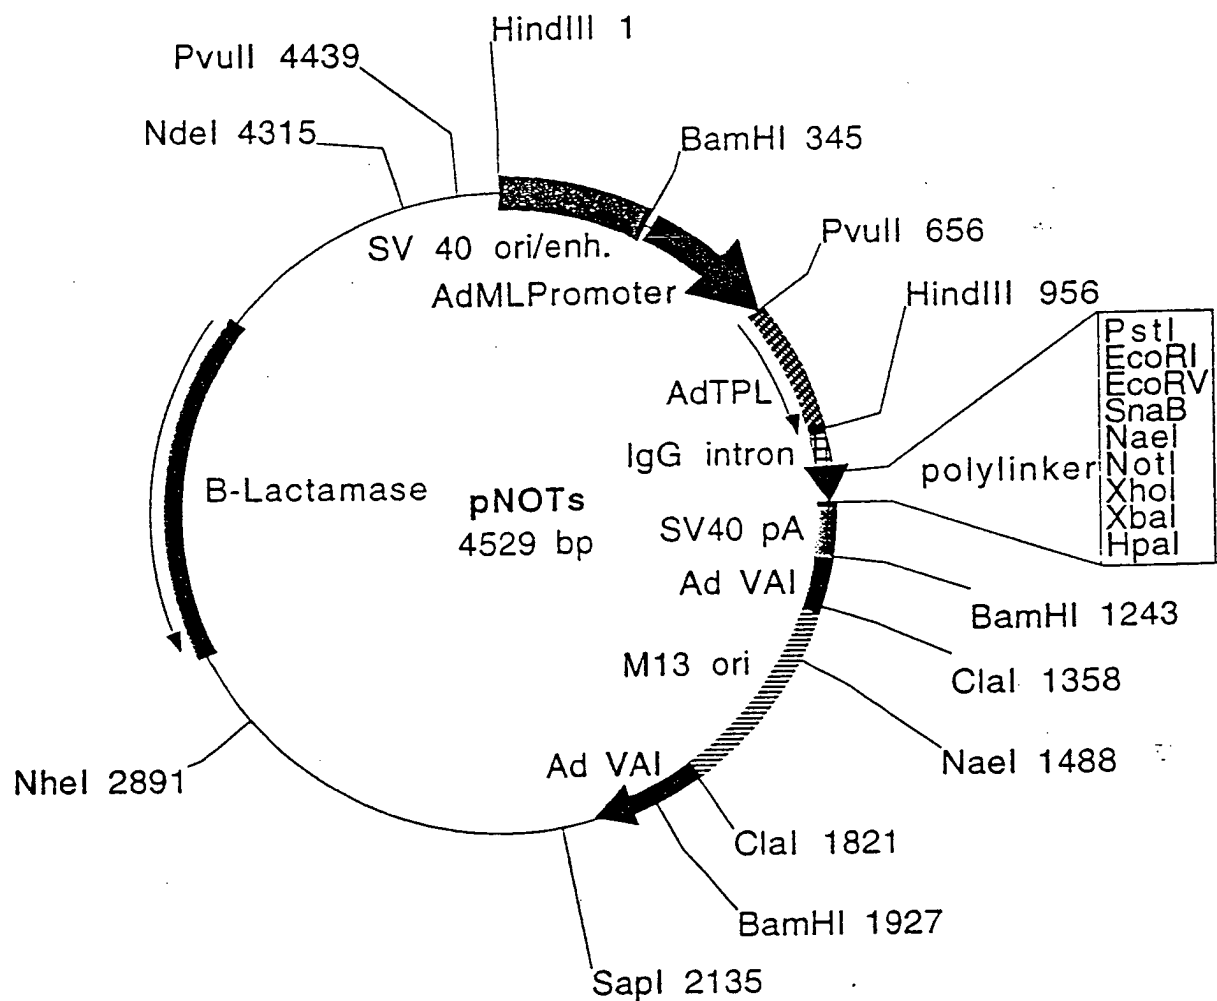 HindIII 1
PvuII 4439
NdeI 4315
BamHI 345
SV 40 ori/enh.
AdMLPromoter
PvuII 656
HindIII 956
PstI
EcoRI
EcoRV
SnaB
NaeI
NotI
XhoI
XbaI
HpaI
polylinker
AdTPL
IgG intron
B-Lactamase
pNOTs
4529 bp
SV40 pA
Ad VAI
BamHI 1243
M13 ori
ClaI 1358
NaeI 1488
NheI 2891
Ad VAI
ClaI 1821
BamHI 1927
SapI 2135